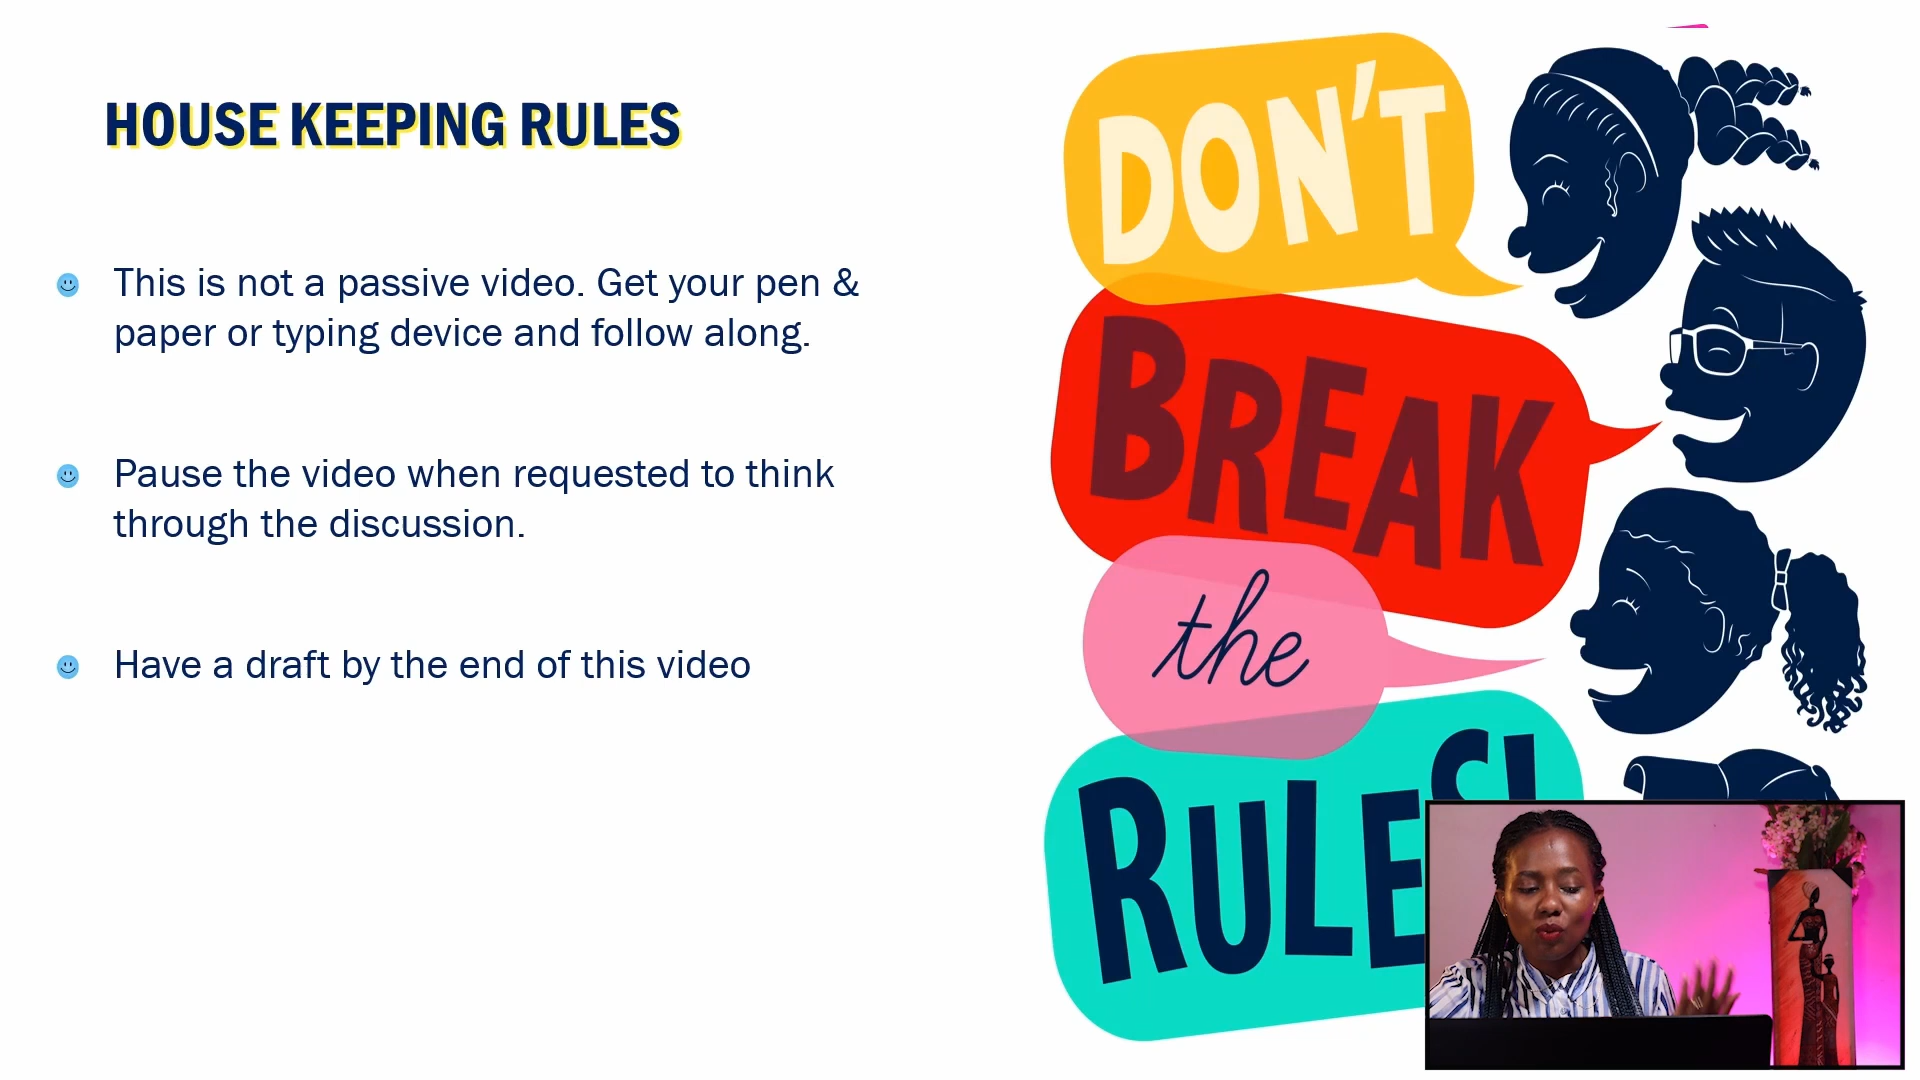 HOUSE KEEPING RULES
This is not a passive video. Get your pen &
paper or typing device and follow along.
Pause the video when requested to think
through the discussion.
Have a draft by the end of this video
DON'T
BREAK
the
RULES!